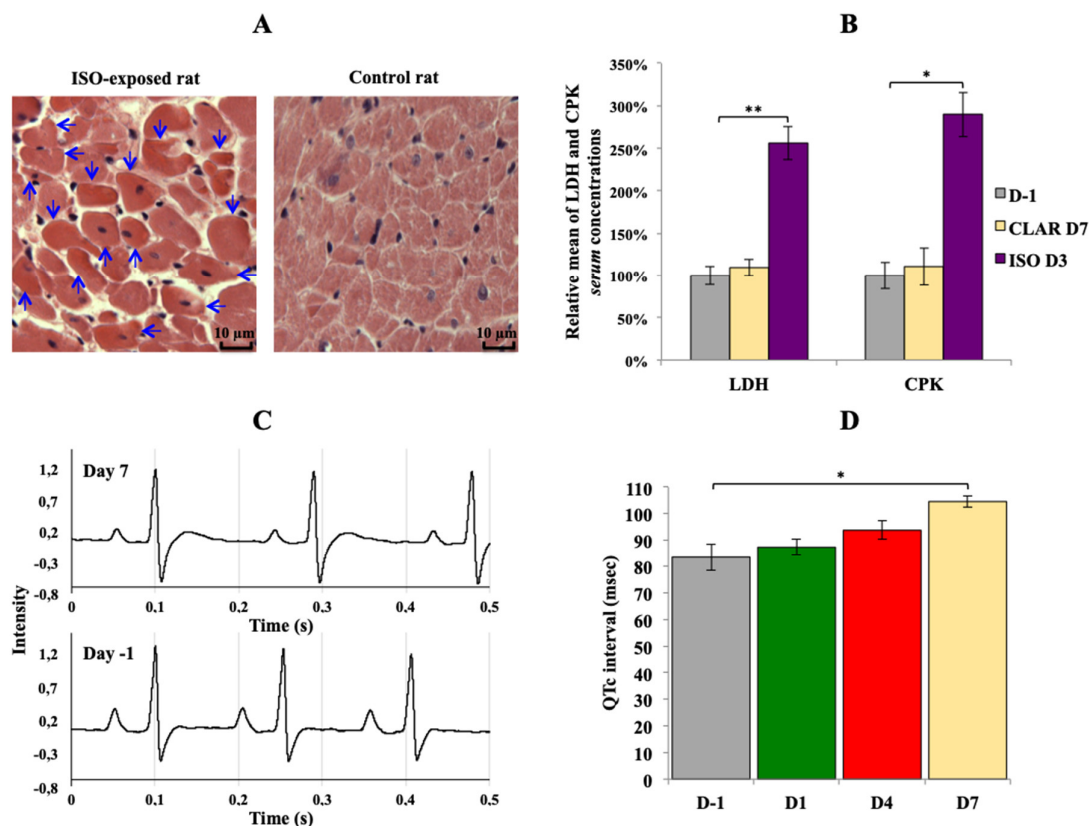 A
ISO-exposed rat
Control rat
10 µm
10 µm
B
Relative mean of LDH and CPK
serum concentrations
350%
300%
250%
200%
150%
100%
50%
0%
**
*
LDH
CPK
D-1
CLAR D7
ISO D3
C
Intensity
Day 7
1,2
0,7
0,2
-0,3
-0,8
0
0,1
0,2
0,3
0,4
0,5
Time (s)
Day -1
1,2
0,7
0,2
-0,3
-0,8
0
0,1
0,2
0,3
0,4
0,5
Time (s)
D
QTc interval (msec)
110
100
90
80
70
60
50
40
30
20
10
0
*
D-1
D1
D4
D7